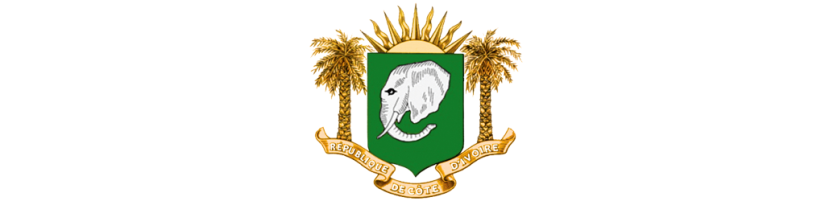 RÉPUBLIQUE DE CÔTE D'IVOIRE